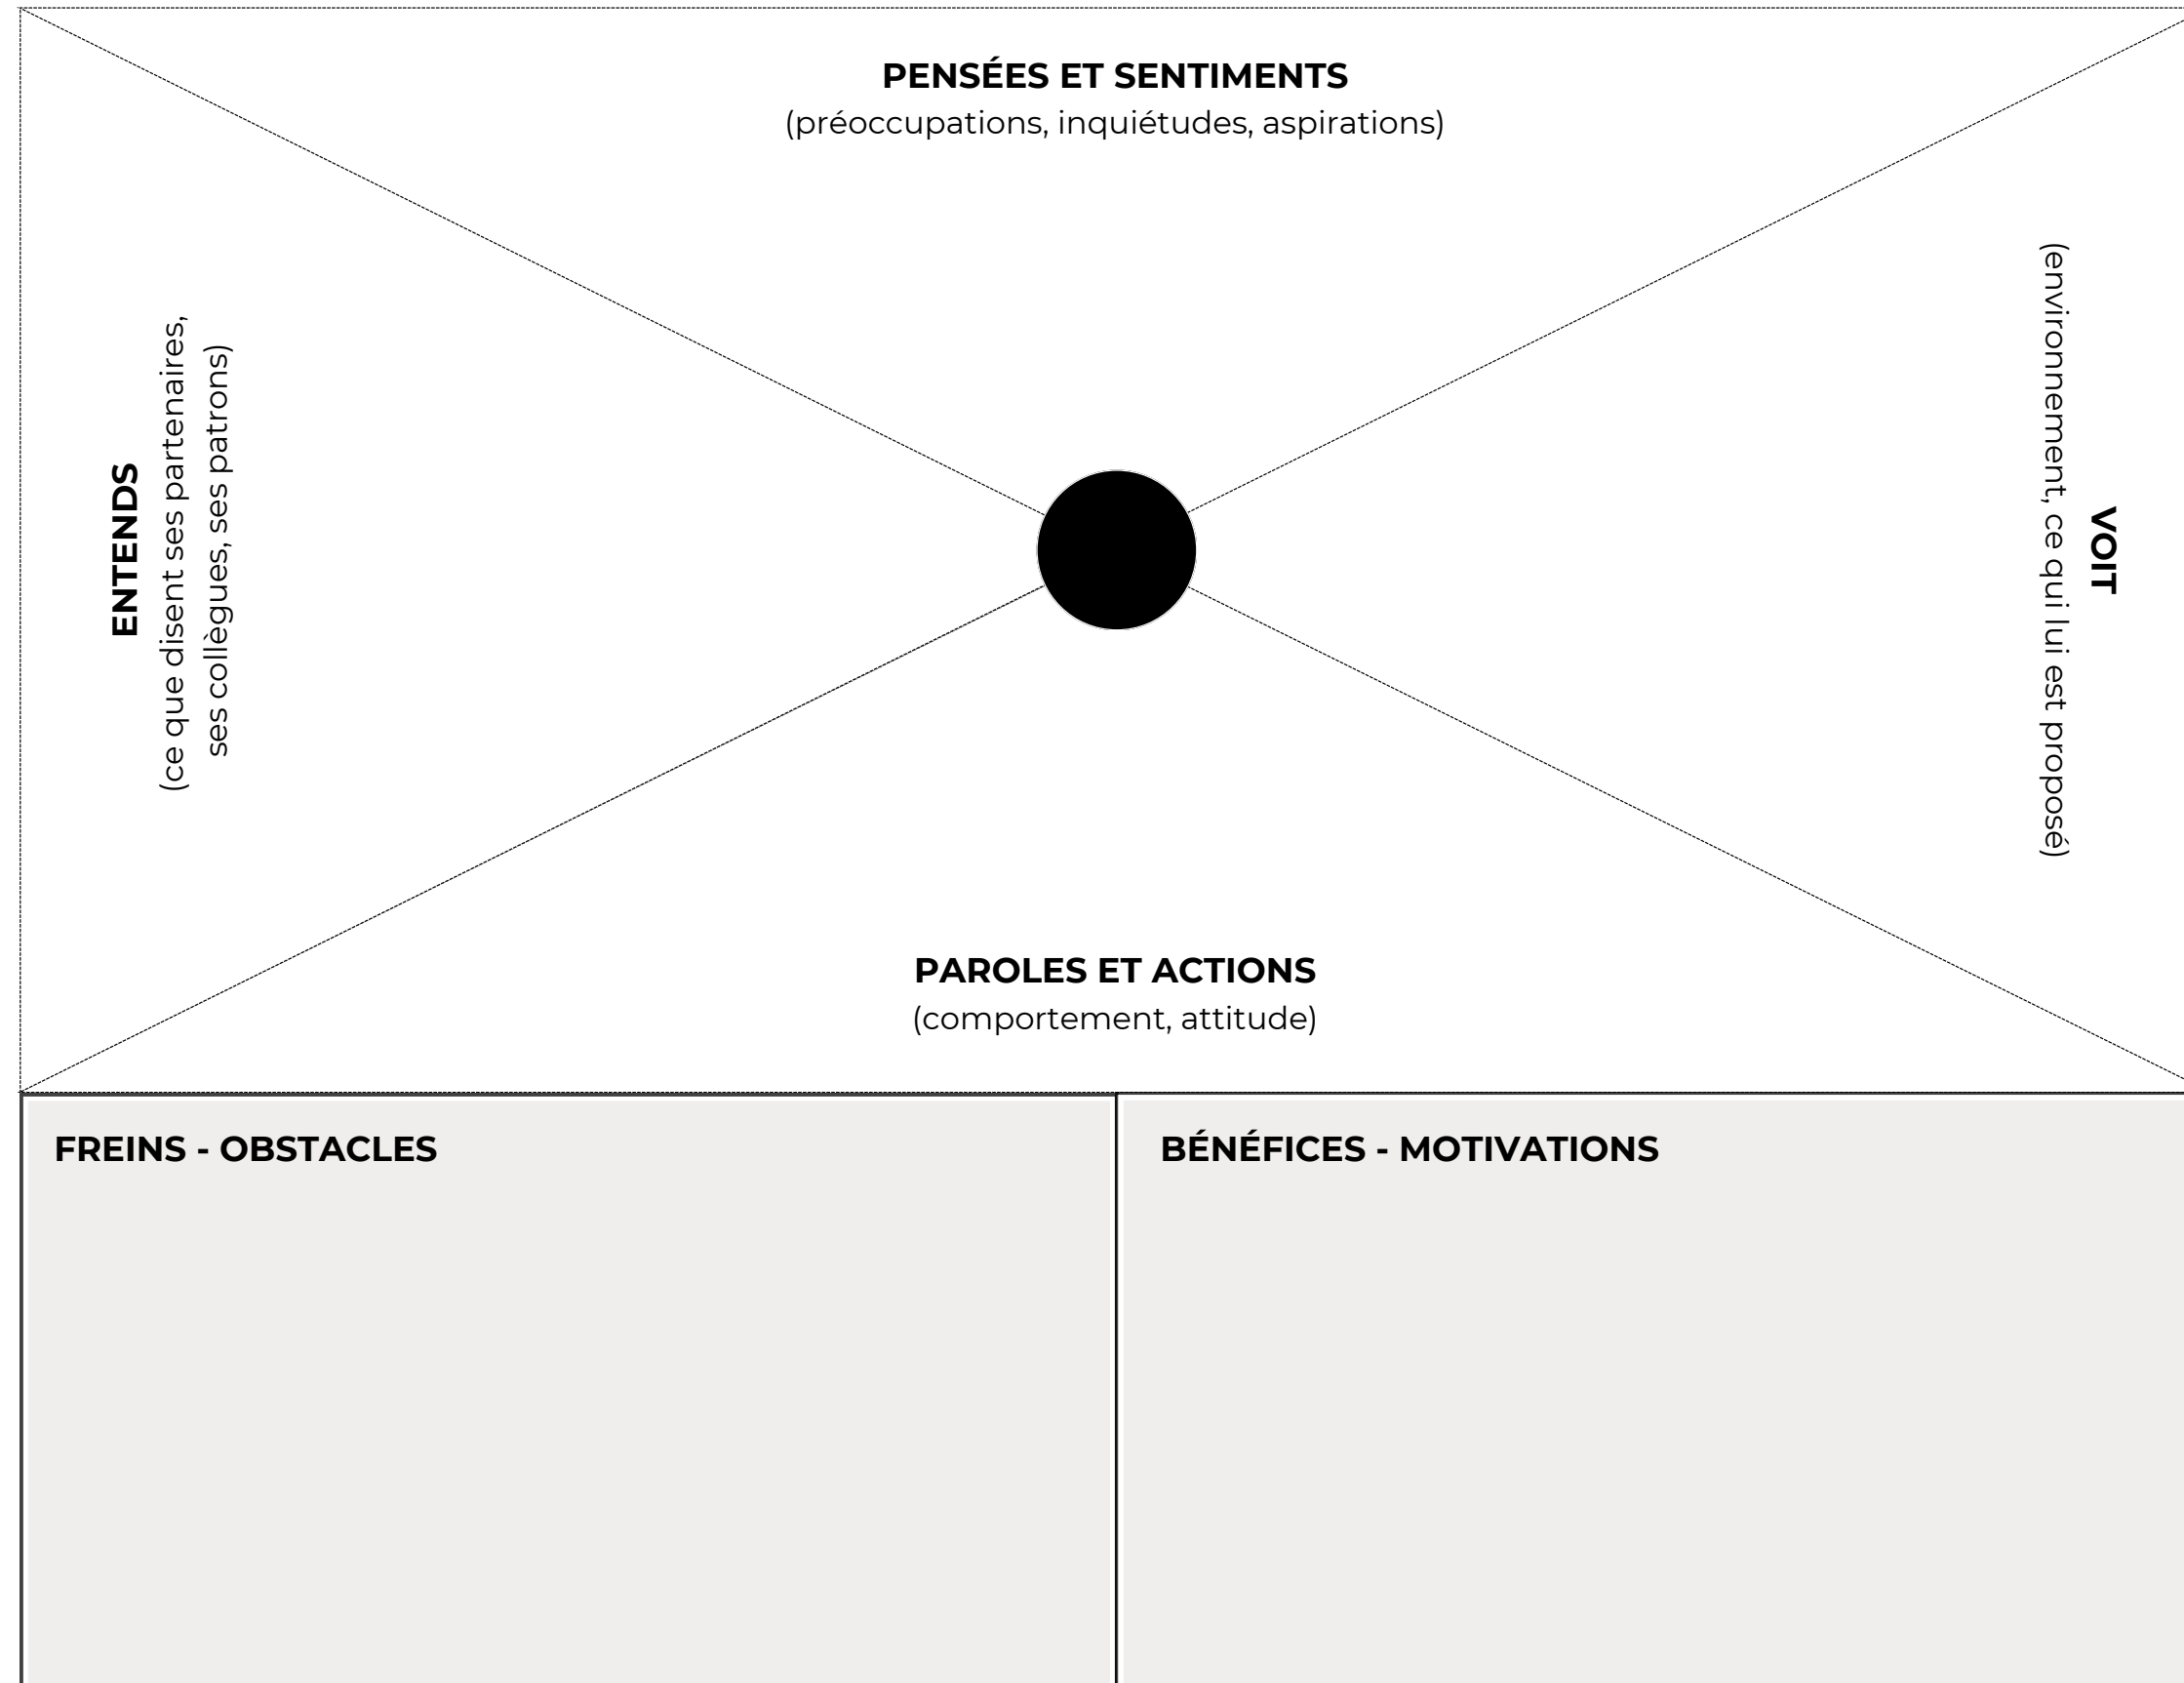 PENSÉES ET SENTIMENTS
(préoccupations, inquiétudes, aspirations)
ENTENDS
(ce que disent ses partenaires,
ses collègues, ses patrons)
VOIT
(environnement, ce qui lui est proposé)
PAROLES ET ACTIONS
(comportement, attitude)
FREINS - OBSTACLES
BÉNÉFICES - MOTIVATIONS